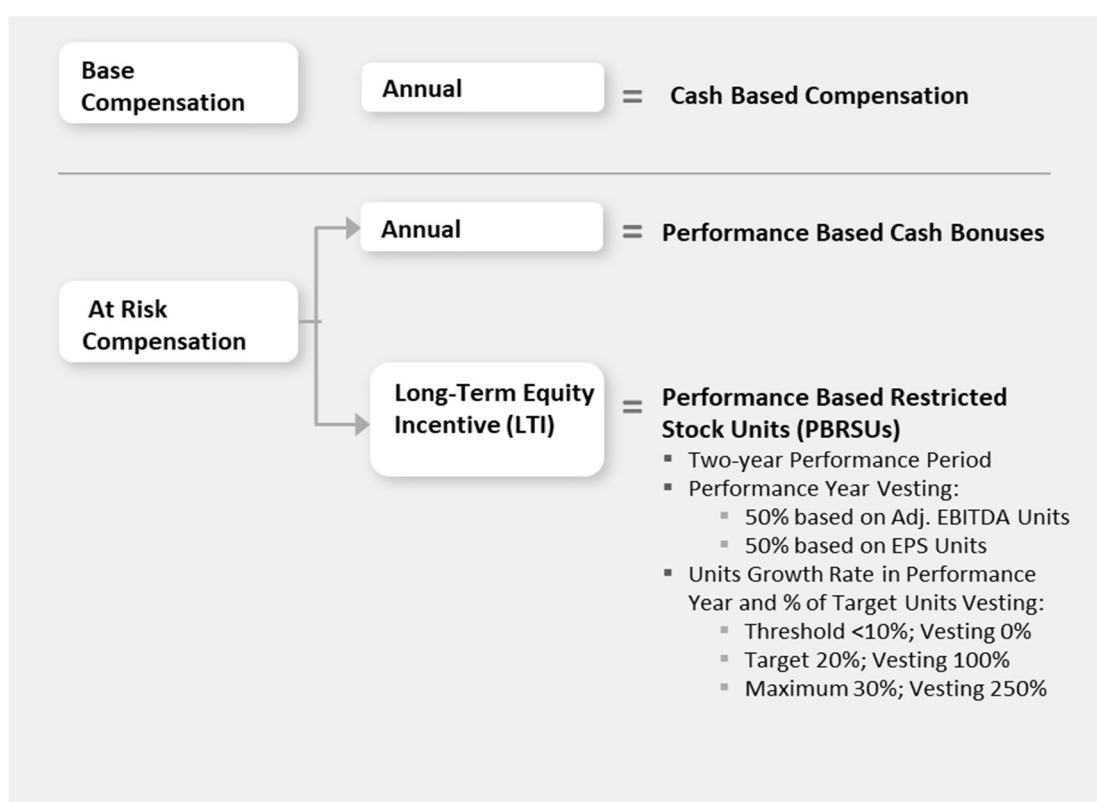 Base
Compensation
Annual
= Cash Based Compensation
At Risk
Compensation
Annual
= Performance Based Cash Bonuses
Long-Term Equity
Incentive (LTI)
= Performance Based Restricted
Stock Units (PBRSUs)
▪ Two-year Performance Period
▪ Performance Year Vesting:
▪ 50% based on Adj. EBITDA Units
▪ 50% based on EPS Units
▪ Units Growth Rate in Performance
Year and % of Target Units Vesting:
▪ Threshold <10%; Vesting 0%
▪ Target 20%; Vesting 100%
▪ Maximum 30%; Vesting 250%